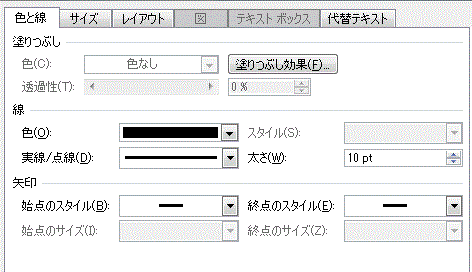 色と線 サイズ レイアウト 図 テキスト ボックス 代替テキスト
塗りつぶし
色(C): 色なし 塗りつぶし効果(F)...
透過性(T): 0 %
線
色(O): スタイル(S):
実線/点線(D): 太さ(W): 10 pt
矢印
始点のスタイル(B): 終点のスタイル(E):
始点のサイズ(I): 終点のサイズ(Z):